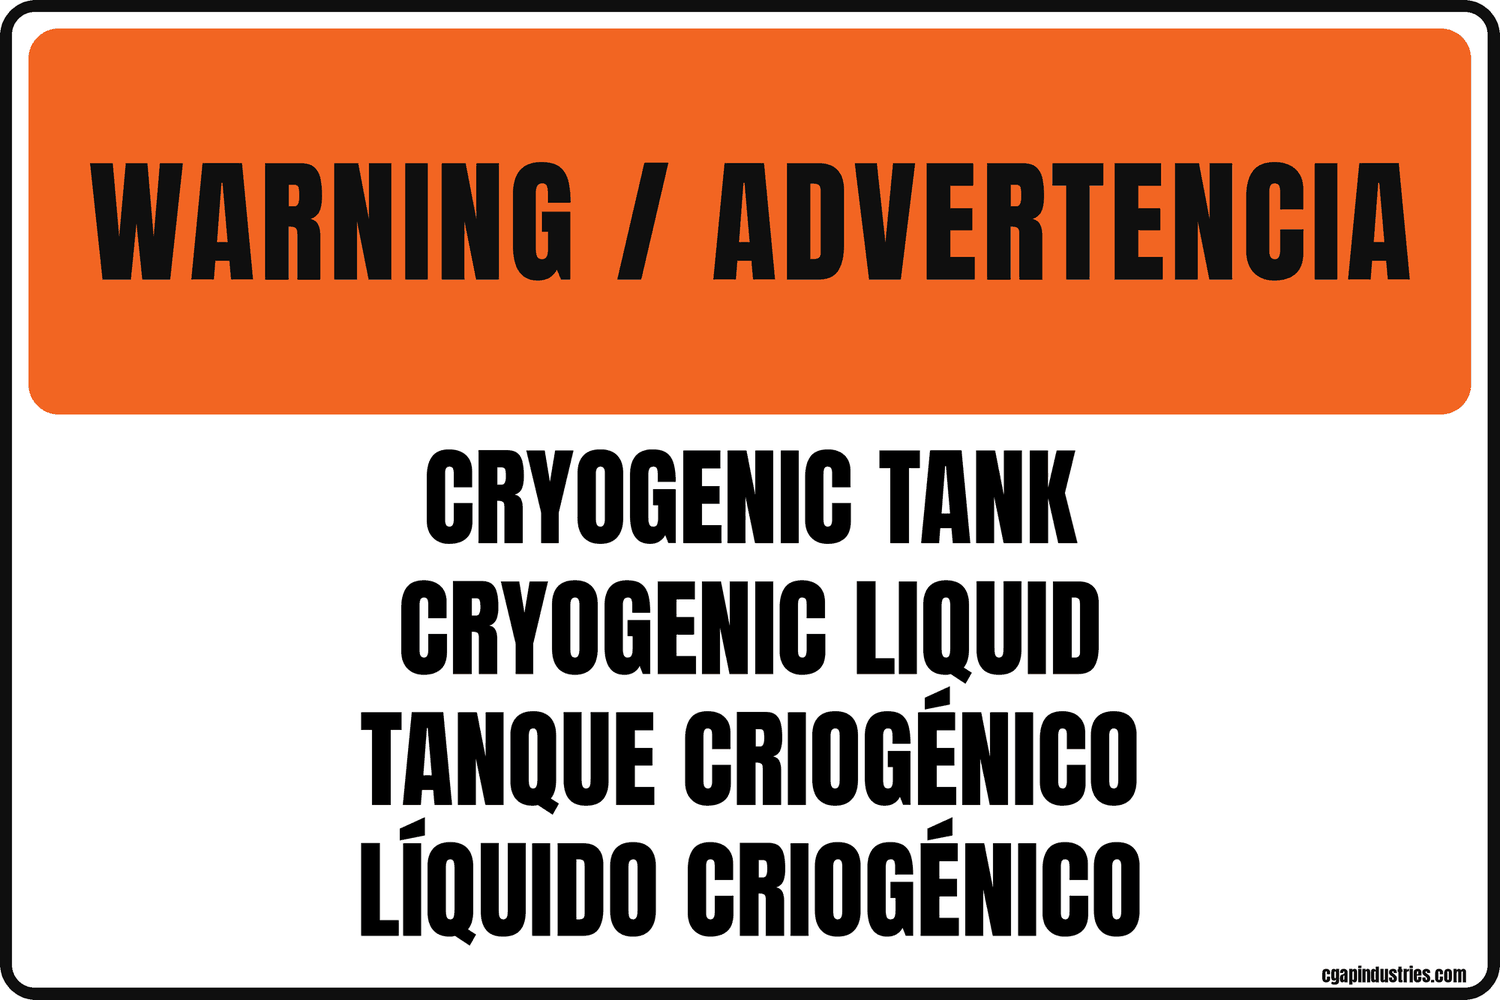 WARNING / ADVERTENCIA
CRYOGENIC TANK
CRYOGENIC LIQUID
TANQUE CRIOGÉNICO
LÍQUIDO CRIOGÉNICO
cgapindustries.com